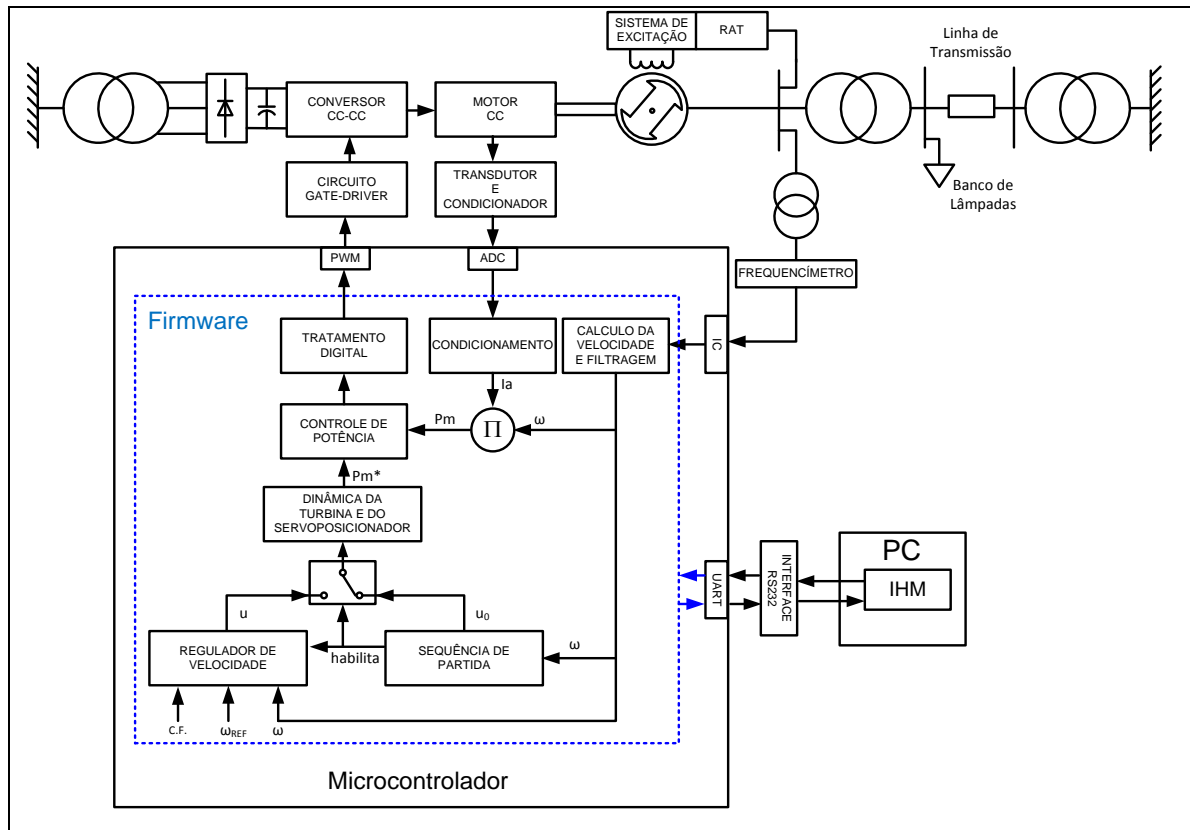 SISTEMA DE
EXCITAÇÃO
RAT
Linha de
Transmissão
CONVERSOR
CC-CC
MOTOR
CC
CIRCUITO
GATE-DRIVER
TRANSDUTOR
E
CONDICIONADOR
Banco de
Lâmpadas
PWM
ADC
FREQUENCÍMETRO
Firmware
TRATAMENTO
DIGITAL
CONDICIONAMENTO
CALCULO DA
VELOCIDADE
E FILTRAGEM
IC
Ia
CONTROLE DE
POTÊNCIA
Pm
Π
ω
Pm*
DINÂMICA DA
TURBINA E DO
SERVOPOSICIONADOR
UART
INTERFACE
RS232
PC
IHM
u
u₀
REGULADOR DE
VELOCIDADE
habilita
SEQUÊNCIA DE
PARTIDA
ω
C.F.
ωREF
ω
Microcontrolador